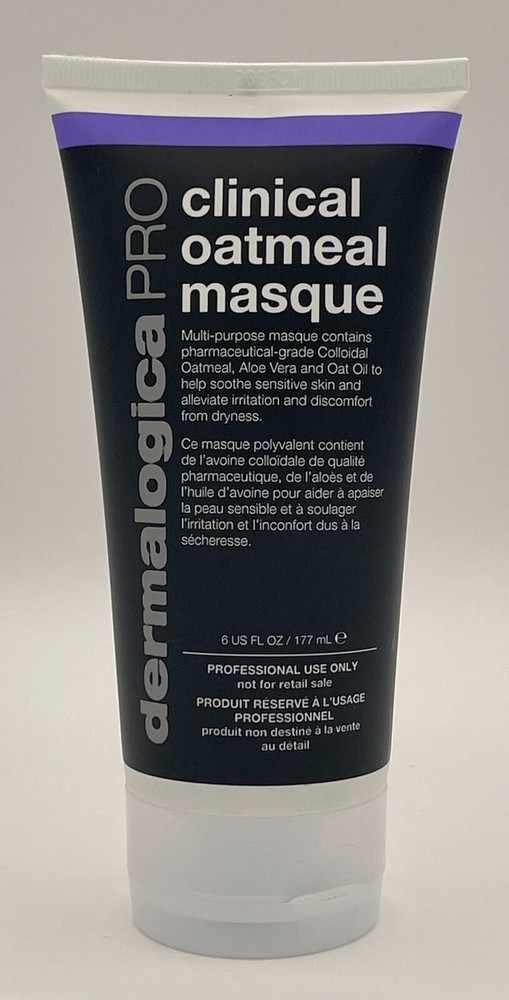 dermalogica PRO
clinical
oatmeal
masque
Multi-purpose masque contains
pharmaceutical-grade Colloidal
Oatmeal, Aloe Vera and Oat Oil to
help soothe sensitive skin and
alleviate irritation and discomfort
from dryness.
Ce masque polyvalent contient
de l'avoine colloïdale de qualité
pharmaceutique, de l'aloès et de
l'huile d'avoine pour aider à apaiser
la peau sensible et à soulager
l'irritation et l'inconfort dus à la
sécheresse.
6 US FL OZ / 177 mL ℮
PROFESSIONAL USE ONLY
not for retail sale
PRODUIT RÉSERVÉ À L'USAGE
PROFESSIONNEL
produit non destiné à la vente
au détail